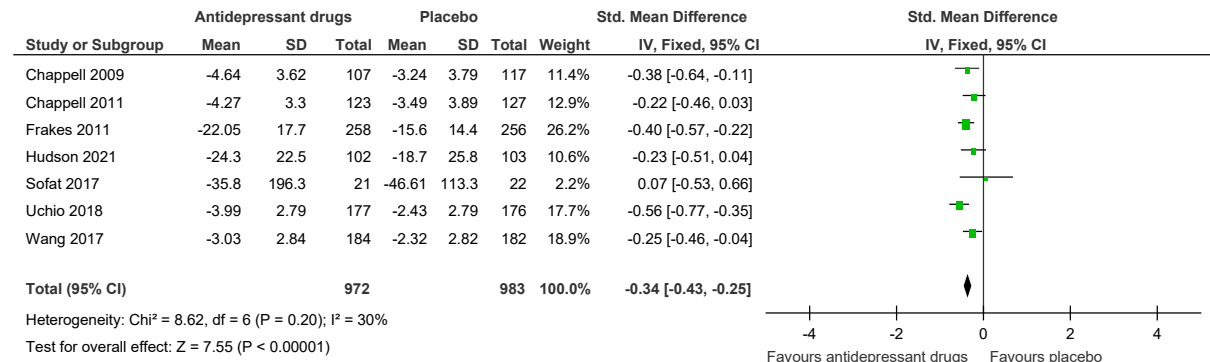 Antidepressant drugs Placebo Std. Mean Difference Std. Mean Difference
Study or Subgroup Mean SD Total Mean SD Total Weight IV, Fixed, 95% CI IV, Fixed, 95% CI
Chappell 2009 -4.64 3.62 107 -3.24 3.79 117 11.4% -0.38 [-0.64, -0.11]
Chappell 2011 -4.27 3.3 123 -3.49 3.89 127 12.9% -0.22 [-0.46, 0.03]
Frakes 2011 -22.05 17.7 258 -15.6 14.4 256 26.2% -0.40 [-0.57, -0.22]
Hudson 2021 -24.3 22.5 102 -18.7 25.8 103 10.6% -0.23 [-0.51, 0.04]
Sofat 2017 -35.8 196.3 21 -46.61 113.3 22 2.2% 0.07 [-0.53, 0.66]
Uchio 2018 -3.99 2.79 177 -2.43 2.79 176 17.7% -0.56 [-0.77, -0.35]
Wang 2017 -3.03 2.84 184 -2.32 2.82 182 18.9% -0.25 [-0.46, -0.04]
Total (95% CI) 972 983 100.0% -0.34 [-0.43, -0.25]
Heterogeneity: Chi² = 8.62, df = 6 (P = 0.20); I² = 30%
Test for overall effect: Z = 7.55 (P < 0.00001)
-4 -2 0 2 4
Favours antidepressant drugs Favours placebo